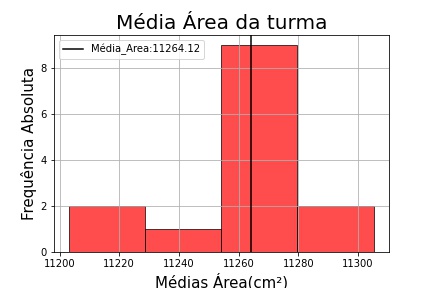 Média Área da turma
Média_Area:11264.12
Frequência Absoluta
8
6
4
2
0
11200 11220 11240 11260 11280 11300
Médias Área(cm²)